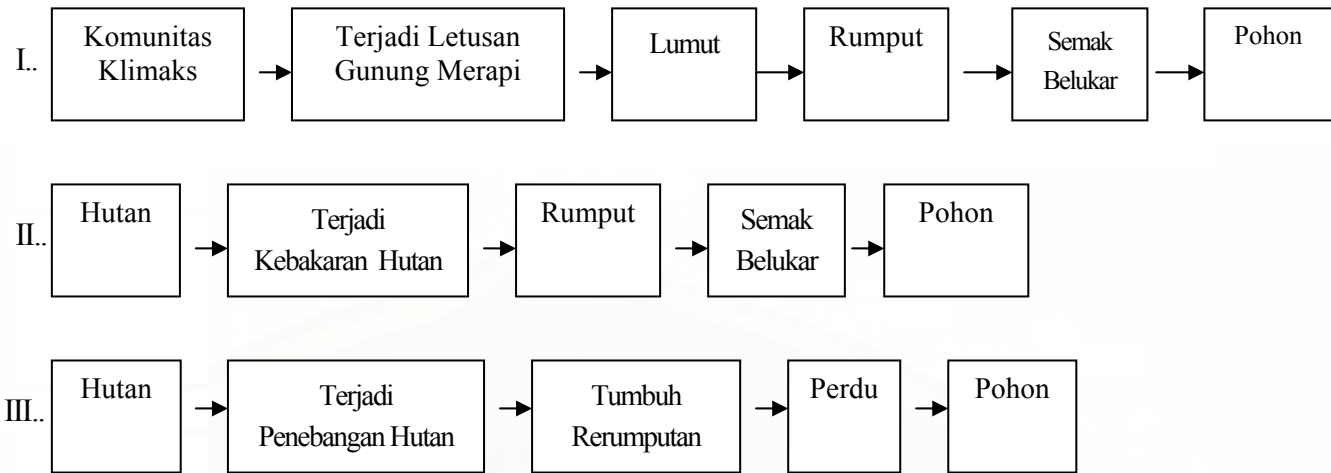 I..
Komunitas
Klimaks
Terjadi Letusan
Gunung Merapi
Lumut
Rumput
Semak
Belukar
Pohon
II..
Hutan
Terjadi
Kebakaran Hutan
Rumput
Semak
Belukar
Pohon
III..
Hutan
Terjadi
Penebangan Hutan
Tumbuh
Rerumputan
Perdu
Pohon